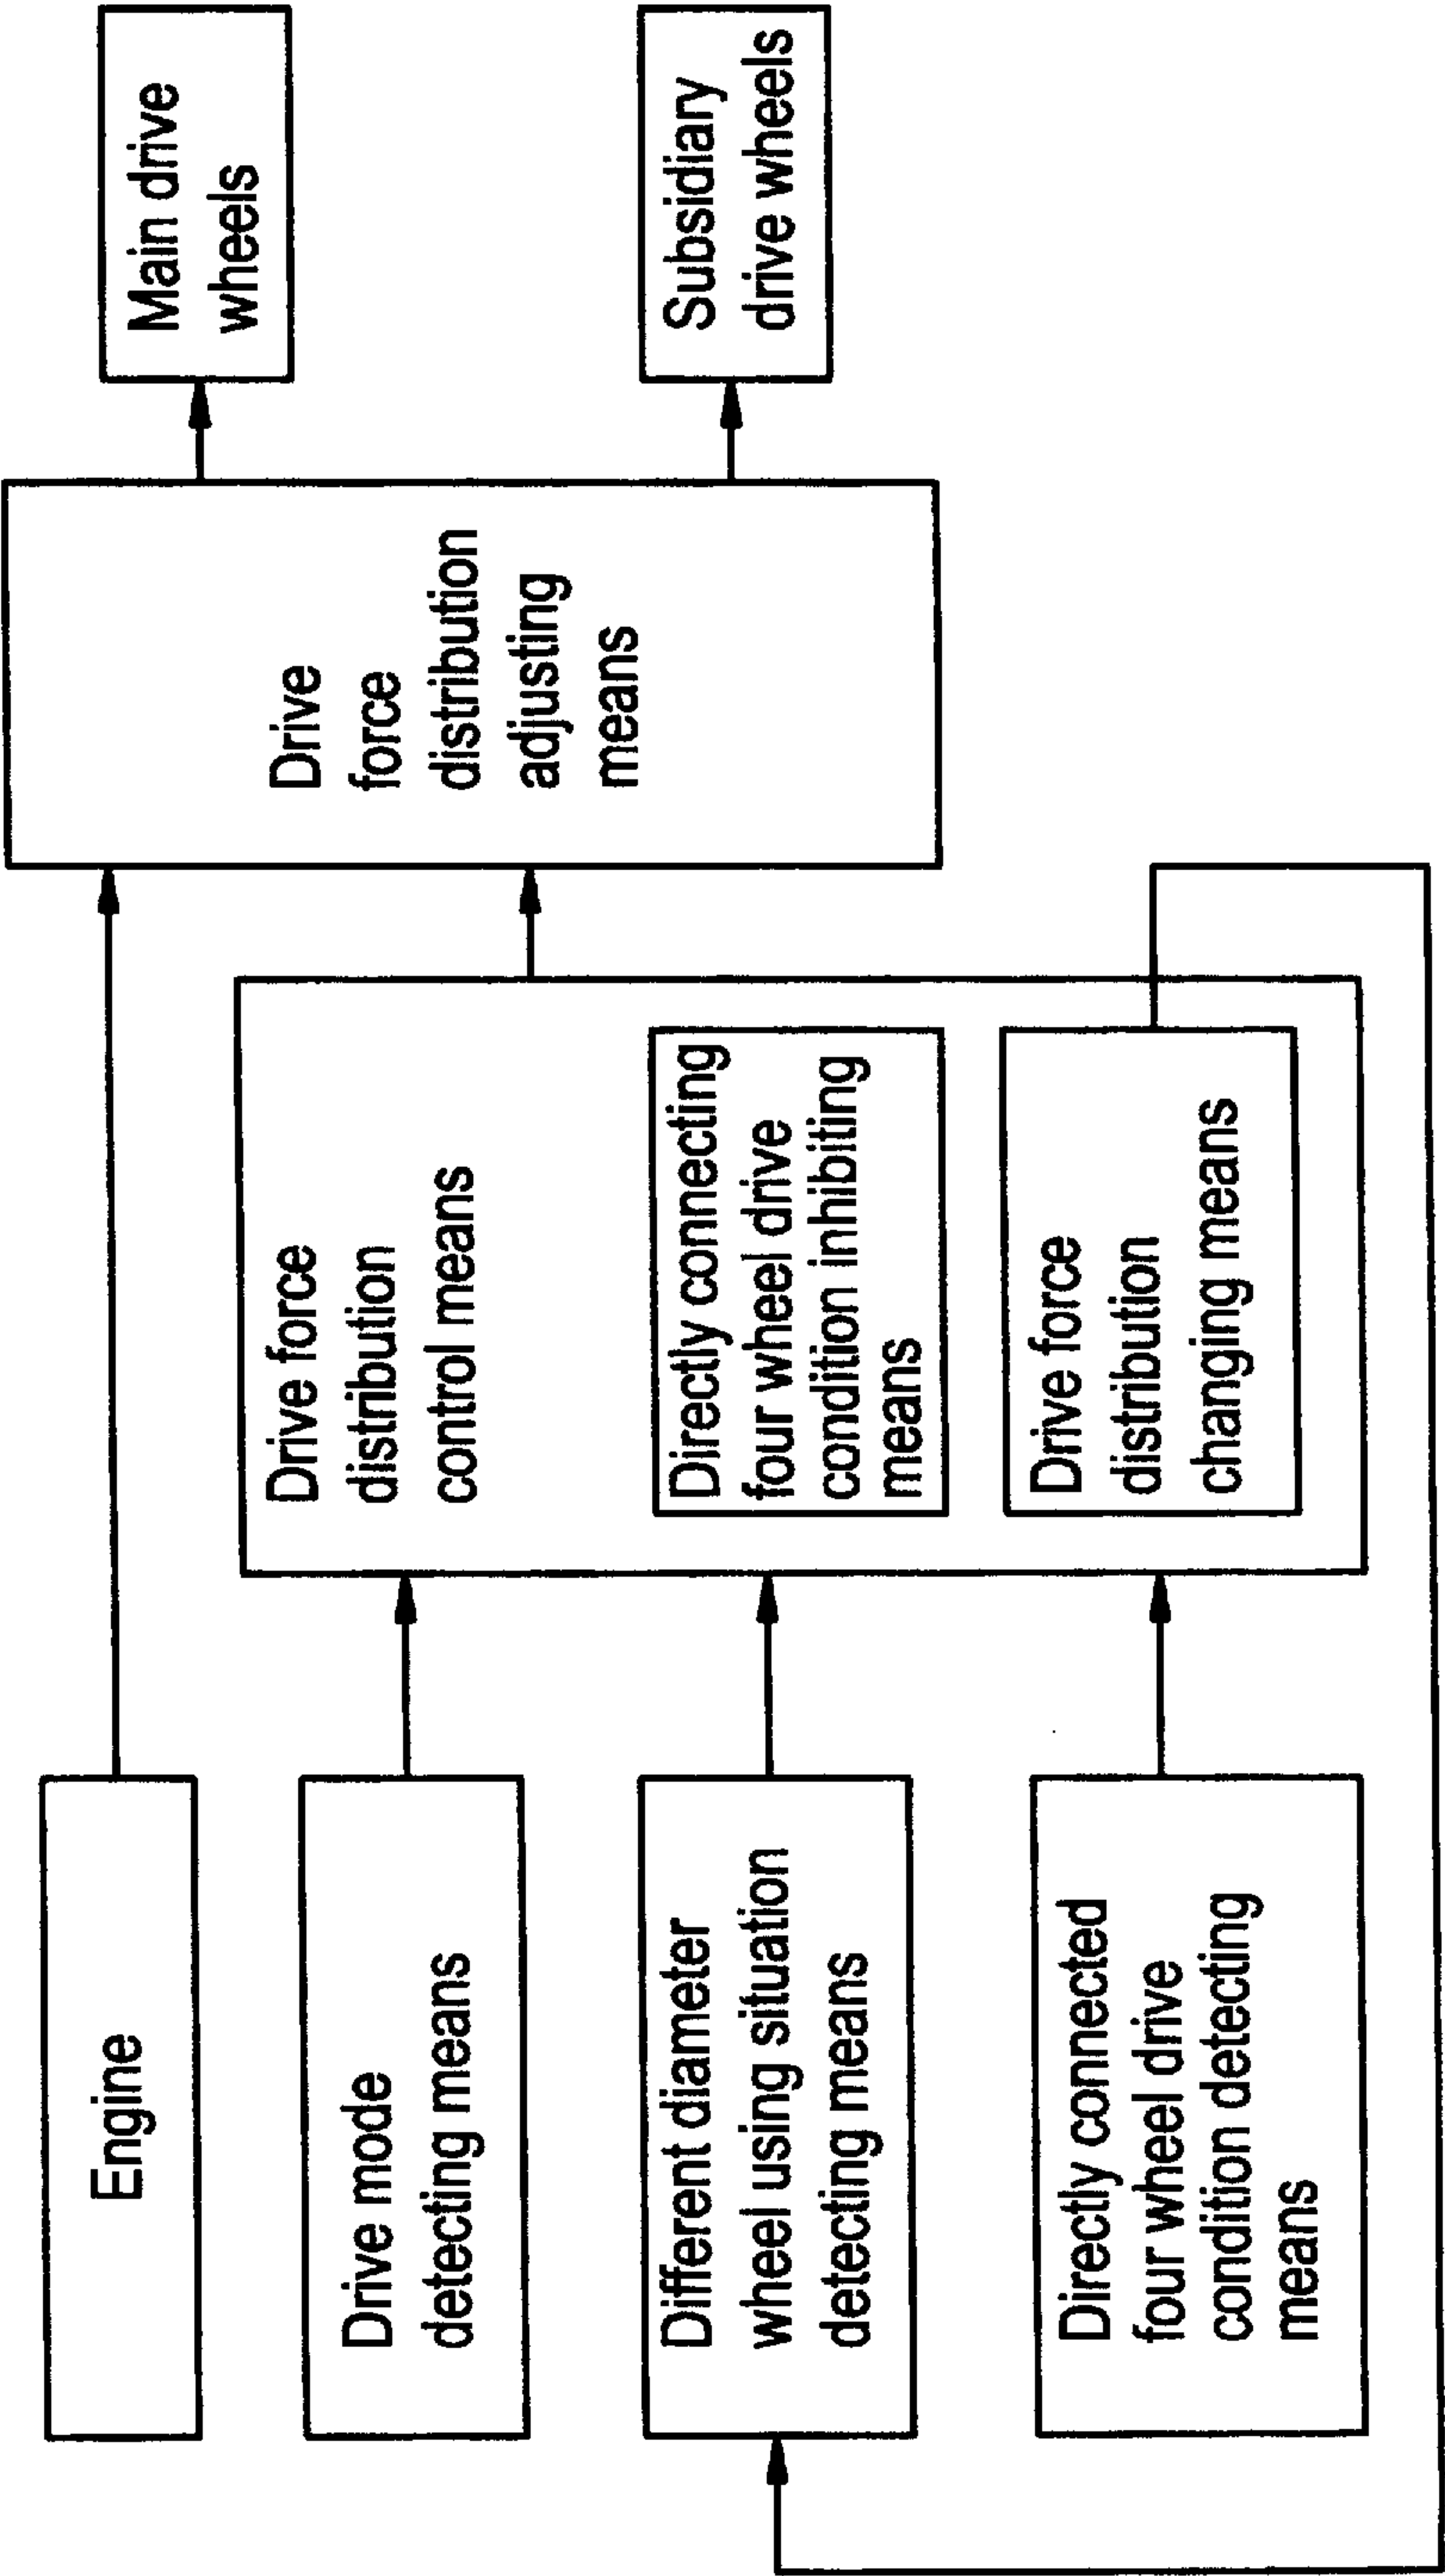 Engine
Drive mode
detecting means
Different diameter
wheel using situation
detecting means
Directly connected
four wheel drive
condition detecting
means
Drive force
distribution
control means
Directly connecting
four wheel drive
condition inhibiting
means
Drive force
distribution
changing means
Drive
force
distribution
adjusting
means
Main drive
wheels
Subsidiary
drive wheels